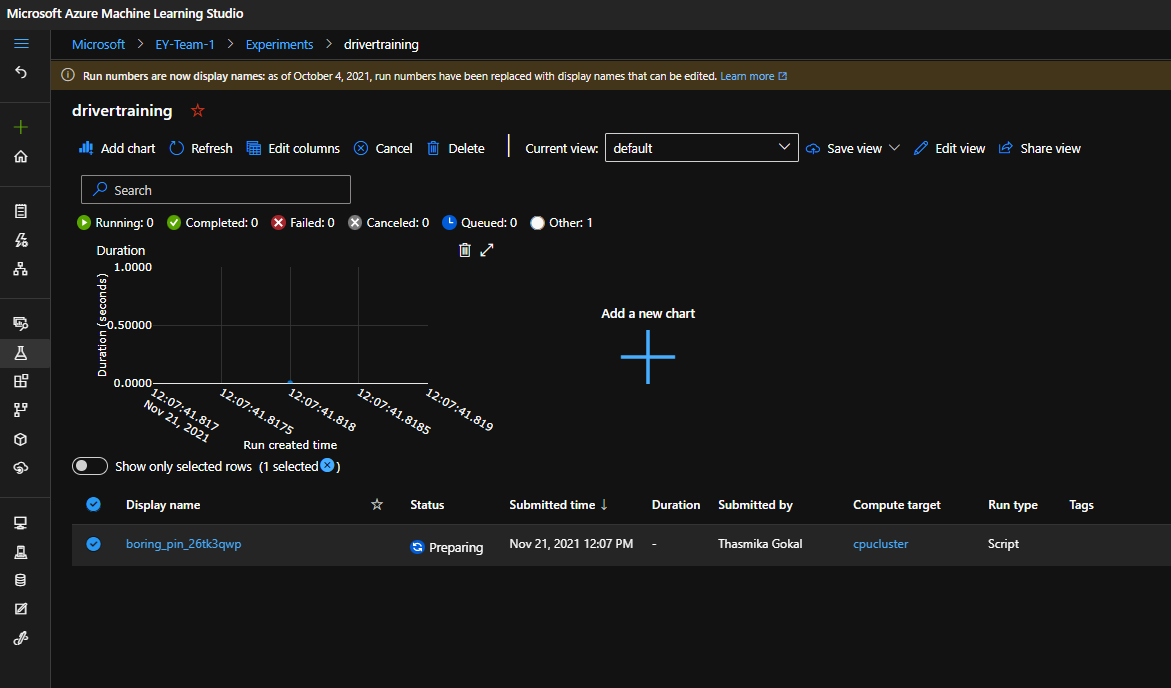 Microsoft Azure Machine Learning Studio
Microsoft > EY-Team-1 > Experiments > drivertraining
Run numbers are now display names: as of October 4, 2021, run numbers have been replaced with display names that can be edited. Learn more
drivertraining
Add chart Refresh Edit columns Cancel Delete Current view: default Save view Edit view Share view
Search
Running: 0 Completed: 0 Failed: 0 Canceled: 0 Queued: 0 Other: 1
Duration
Duration (seconds)
1.0000
0.50000
0.0000
12:07:41.817 12:07:41.8175 12:07:41.818 12:07:41.8185 12:07:41.819
Nov 21, 2021
Run created time
Add a new chart
Show only selected rows (1 selected )
Display name Status Submitted time ↓ Duration Submitted by Compute target Run type Tags
boring_pin_26tk3qwp Preparing Nov 21, 2021 12:07 PM - Thasmika Gokal cpucluster Script